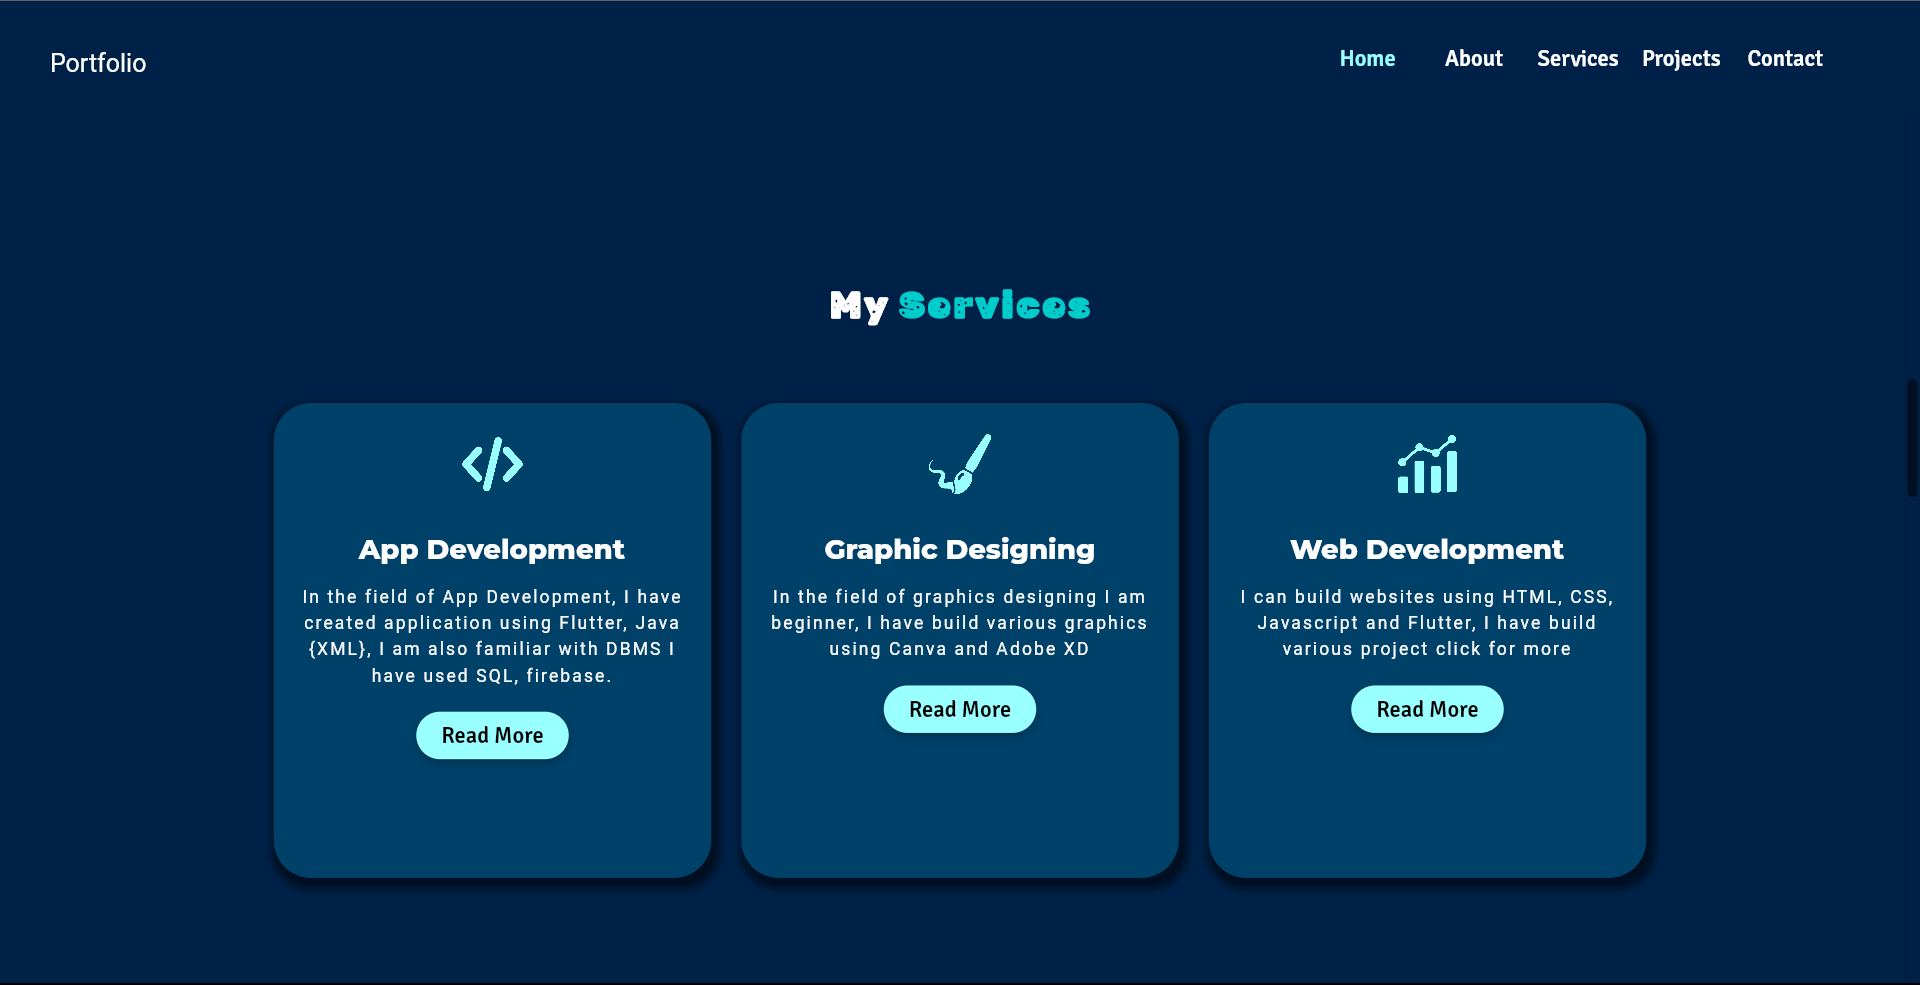 Portfolio
Home About Services Projects Contact
My Services
App Development
In the field of App Development, I have
created application using Flutter, Java
{XML}, I am also familiar with DBMS I
have used SQL, firebase.
Read More
Graphic Designing
In the field of graphics designing I am
beginner, I have build various graphics
using Canva and Adobe XD
Read More
Web Development
I can build websites using HTML, CSS,
Javascript and Flutter, I have build
various project click for more
Read More